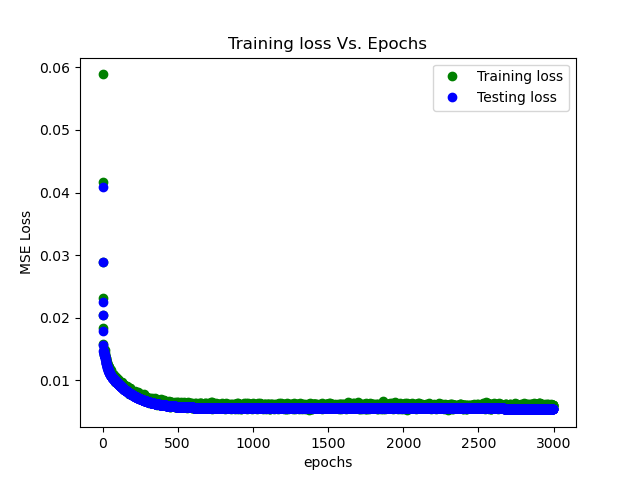 Training loss Vs. Epochs
Training loss
Testing loss
0.06
0.05
0.04
0.03
0.02
0.01
MSE Loss
0 500 1000 1500 2000 2500 3000
epochs